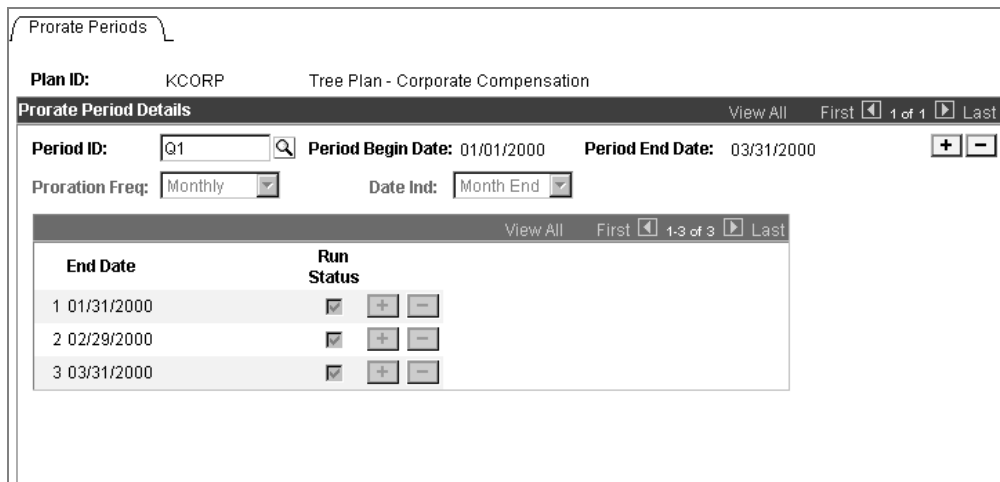 Prorate Periods
Plan ID: KCORP Tree Plan - Corporate Compensation
Prorate Period Details View All First 1 of 1 Last
Period ID: Q1 Period Begin Date: 01/01/2000 Period End Date: 03/31/2000 + −
Proration Freq: Monthly Date Ind: Month End
View All First 1-3 of 3 Last
End Date Run Status
1 01/31/2000 + −
2 02/29/2000 + −
3 03/31/2000 + −